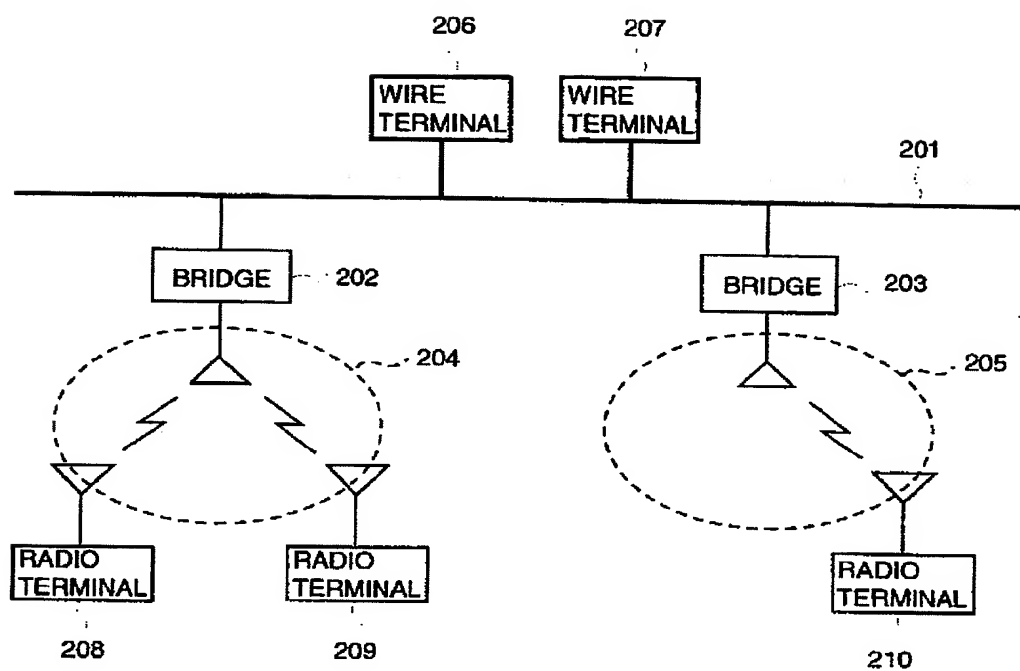 206
207
WIRE
TERMINAL
WIRE
TERMINAL
201
BRIDGE
202
BRIDGE
203
204
205
RADIO
TERMINAL
RADIO
TERMINAL
RADIO
TERMINAL
208
209
210